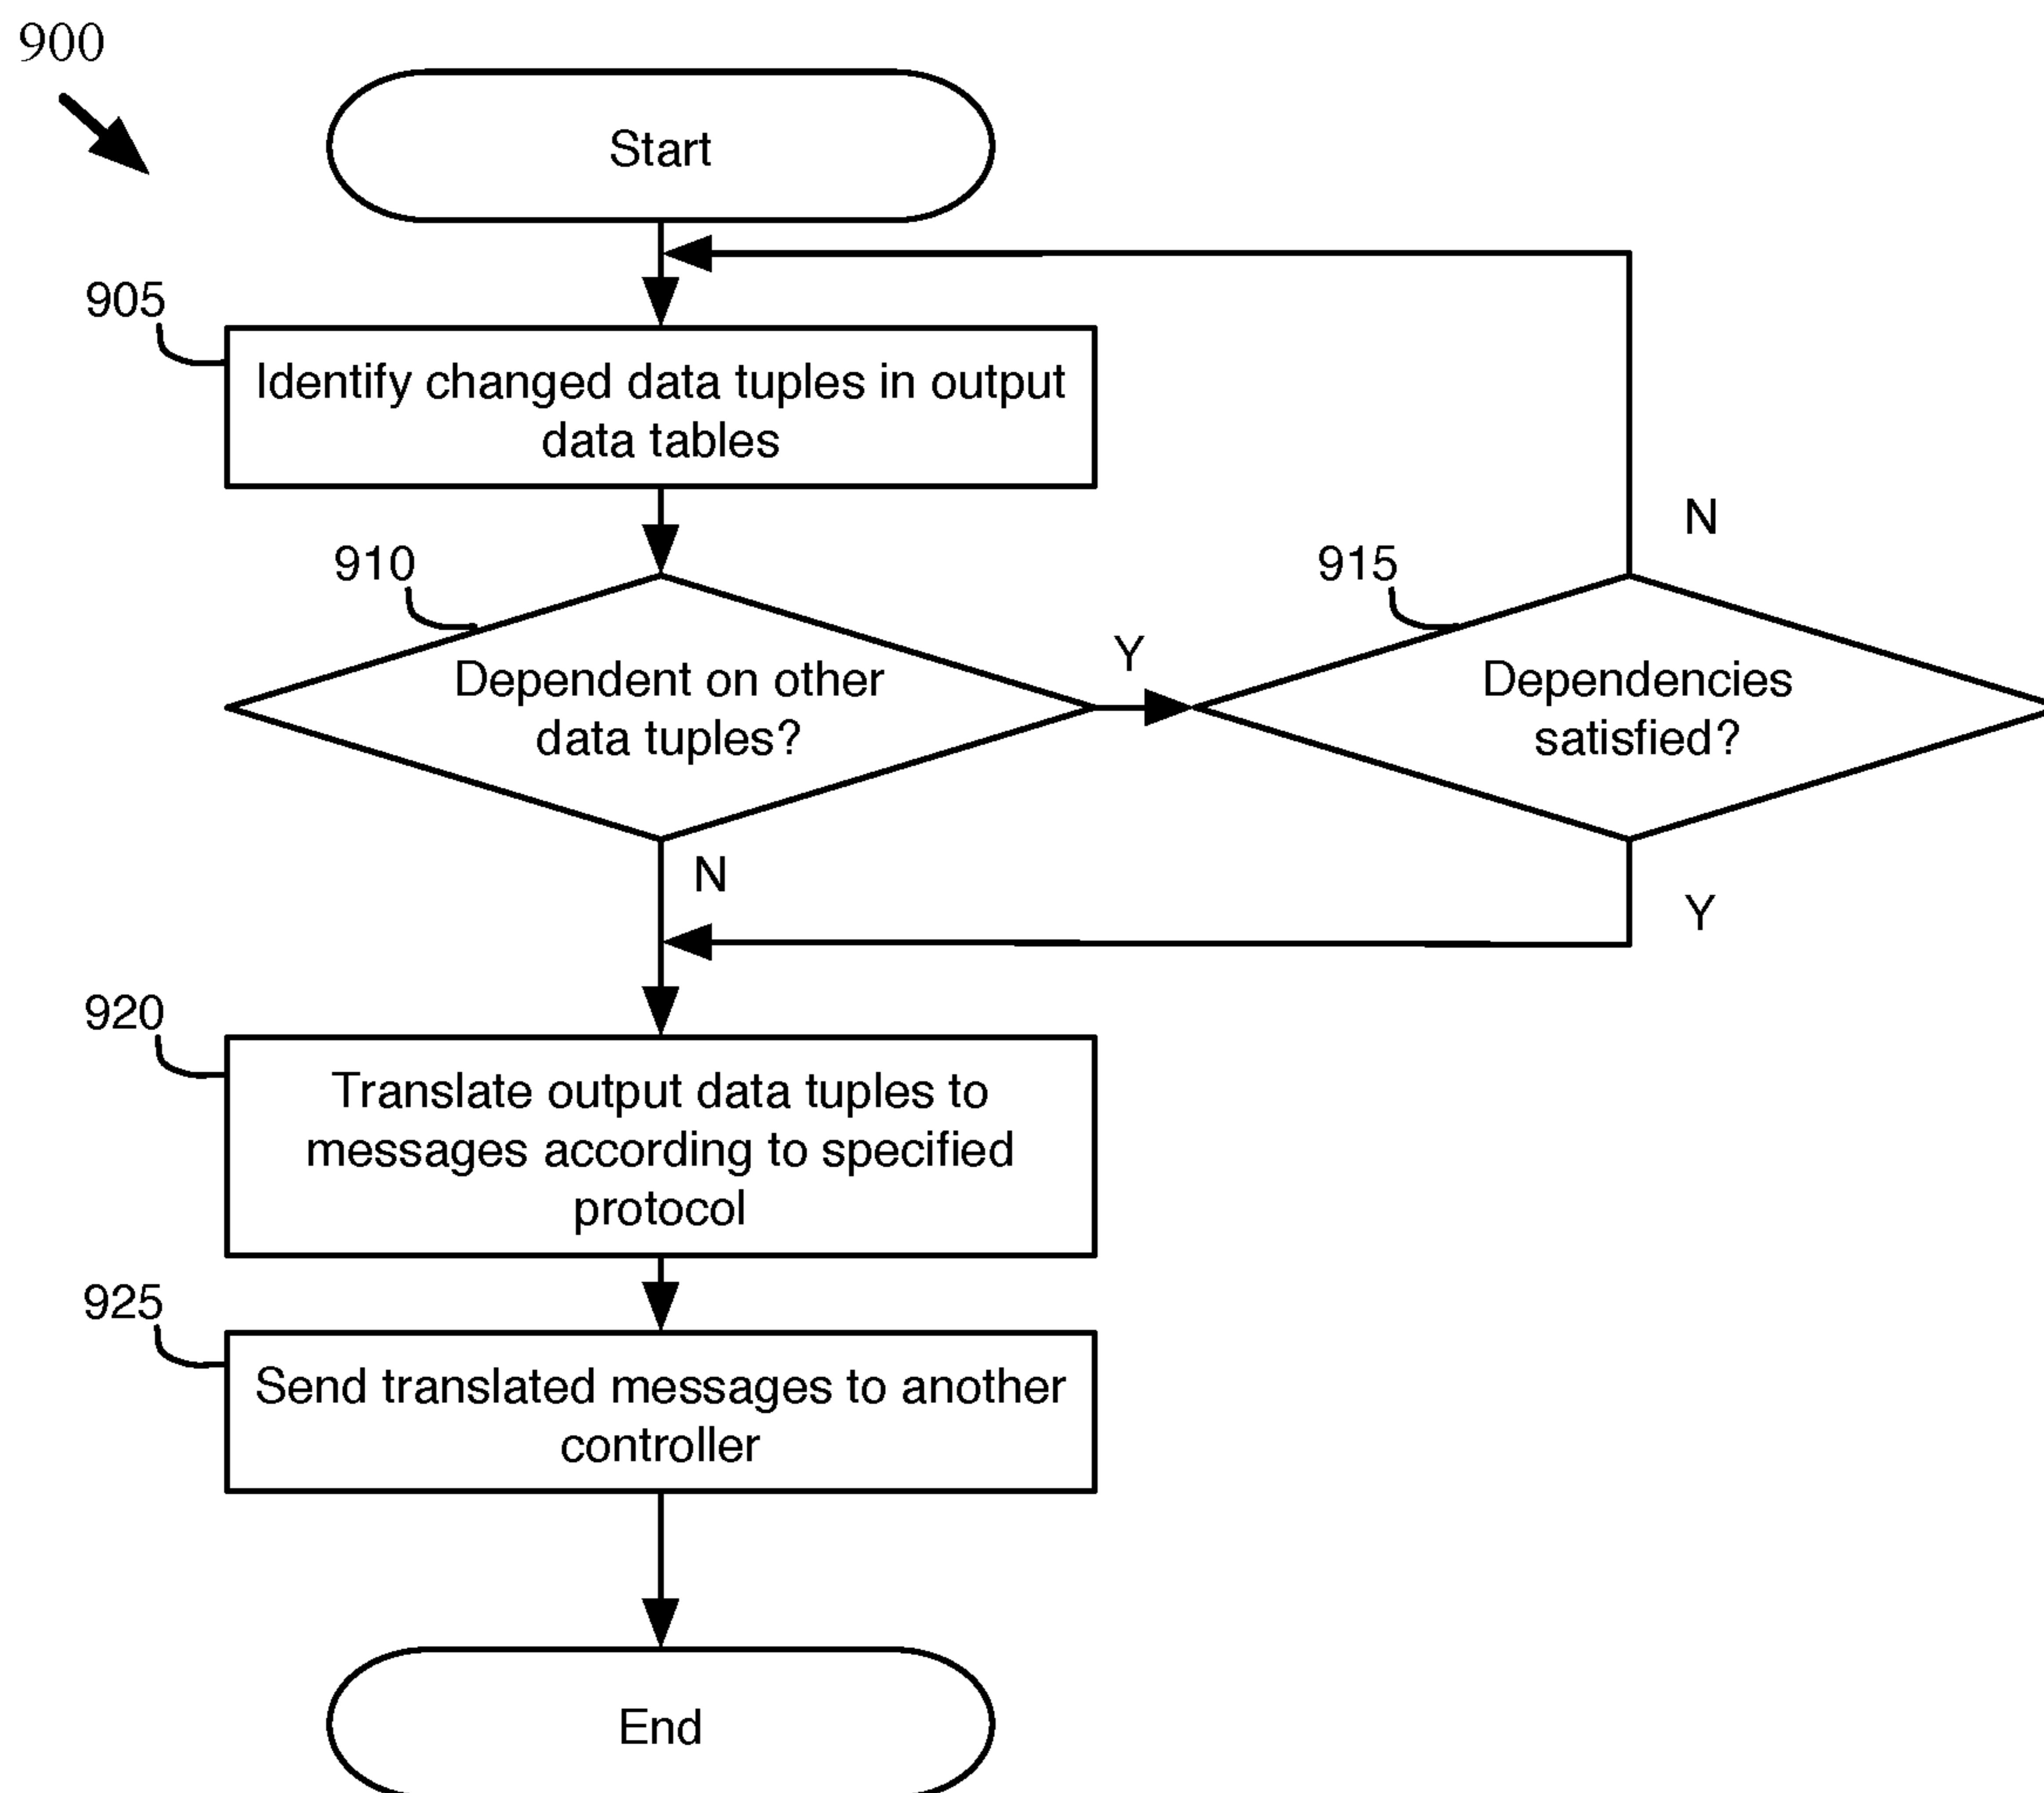 900
Start
905
Identify changed data tuples in output
data tables
910
Dependent on other
data tuples?
Y
N
915
Dependencies
satisfied?
N
Y
920
Translate output data tuples to
messages according to specified
protocol
925
Send translated messages to another
controller
End